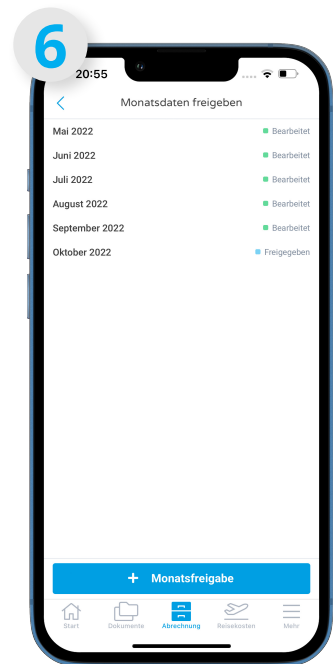 6
20:55
Monatsdaten freigeben
Mai 2022 Bearbeitet
Juni 2022 Bearbeitet
Juli 2022 Bearbeitet
August 2022 Bearbeitet
September 2022 Bearbeitet
Oktober 2022 Freigegeben
+ Monatsfreigabe
Start Dokumente Abrechnung Reisekosten Mehr